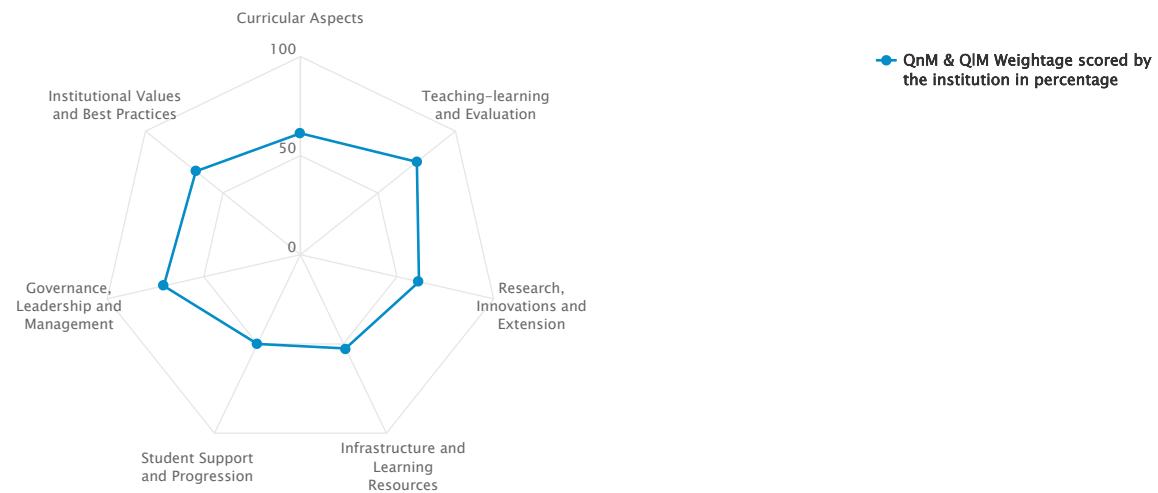 Curricular Aspects
100
QnM & QlM Weightage scored by
the institution in percentage
Institutional Values
and Best Practices
Teaching-learning
and Evaluation
50
0
Governance,
Leadership and
Management
Research,
Innovations and
Extension
Student Support
and Progression
Infrastructure and
Learning
Resources